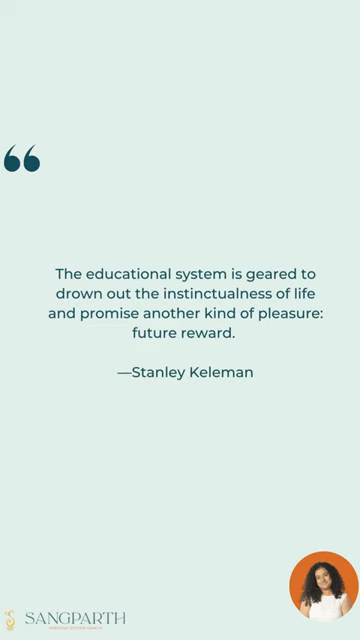 “
The educational system is geared to
drown out the instinctualness of life
and promise another kind of pleasure:
future reward.
—Stanley Keleman
SANGPARTH